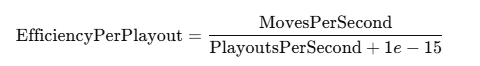 EfficiencyPerPlayout = MovesPerSecond / PlayoutsPerSecond + 1e − 15